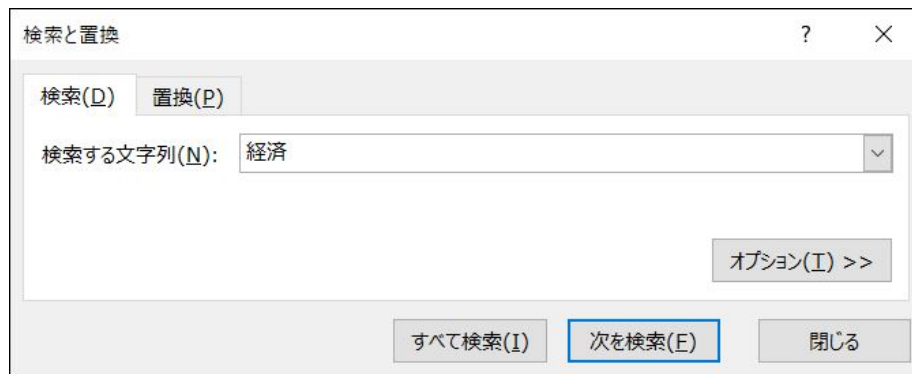 検索と置換
検索(D) 置換(P)
検索する文字列(N): 経済
オプション(T) >>
すべて検索(I) 次を検索(F) 閉じる